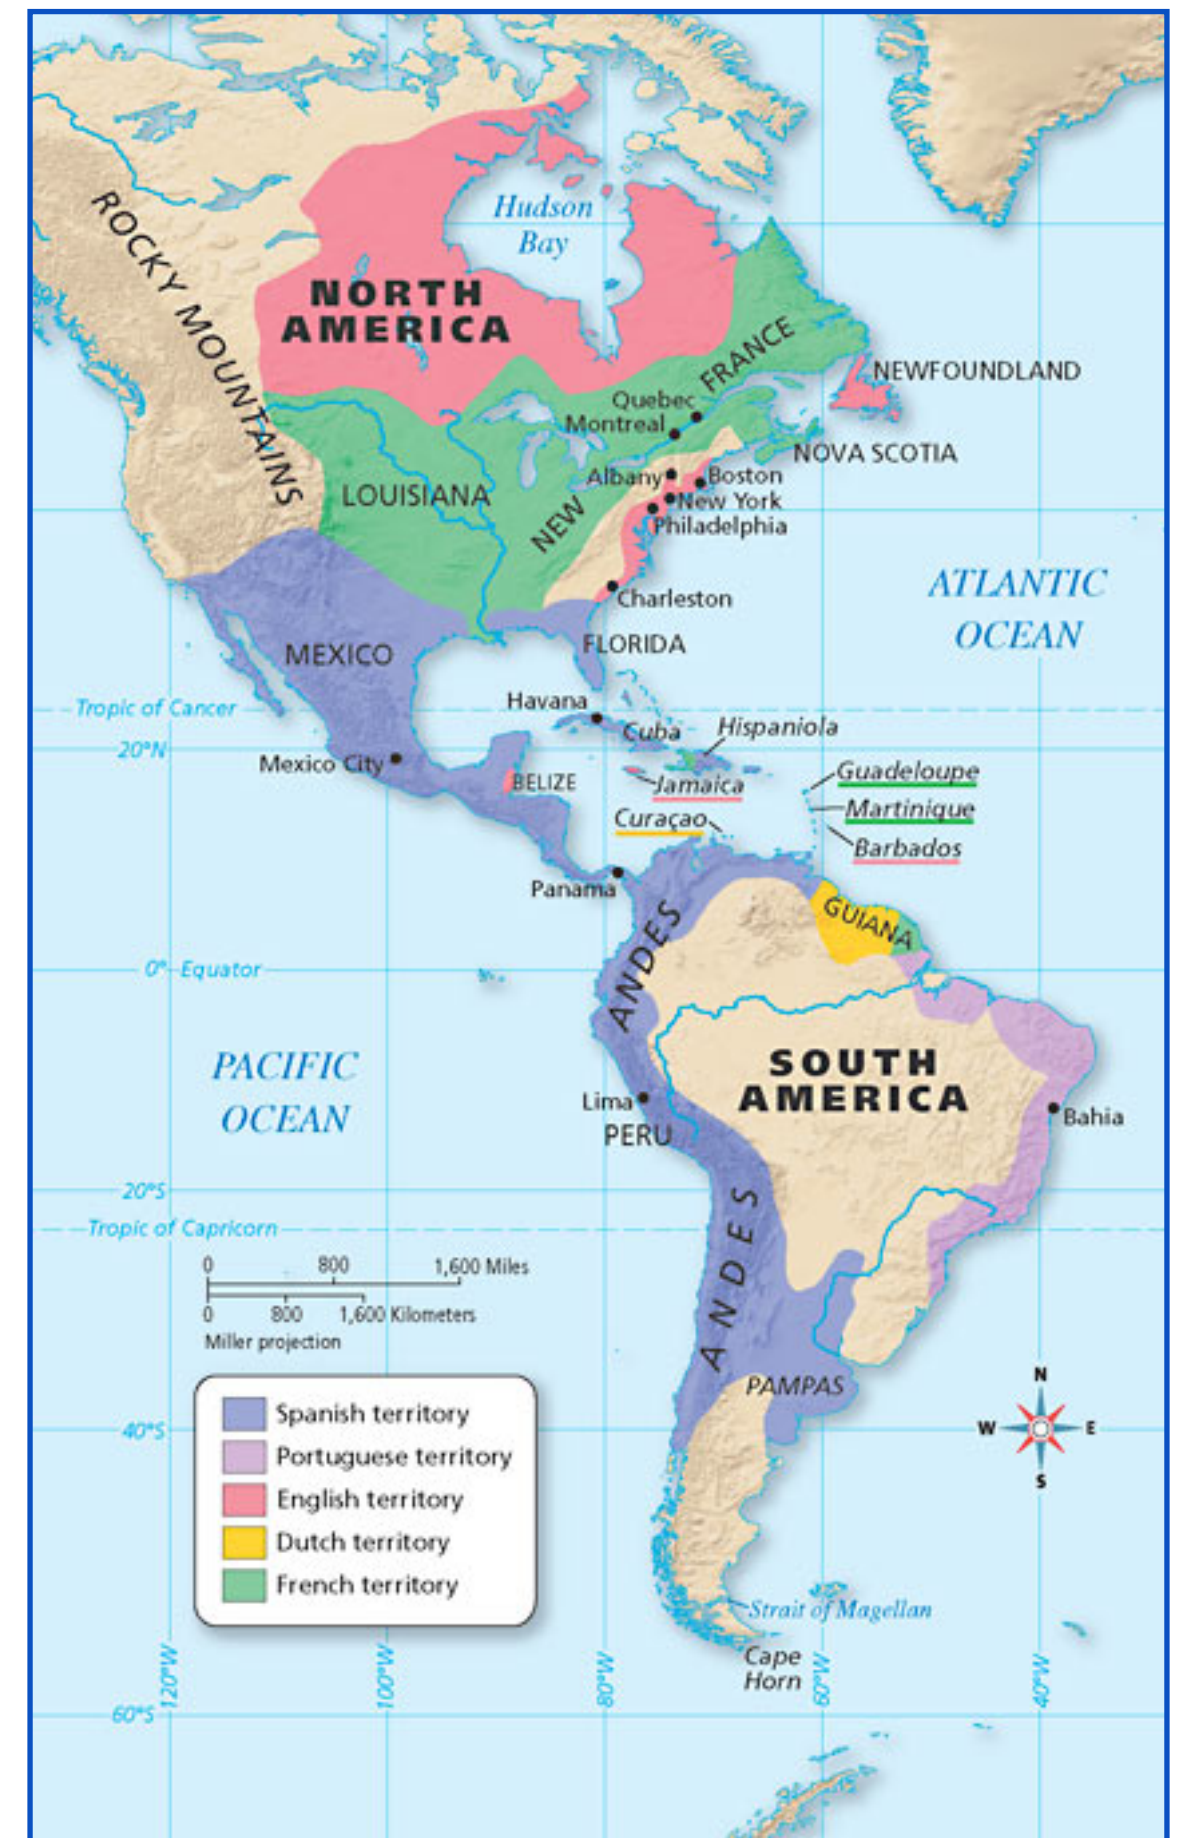 Hudson
Bay
ROCKY MOUNTAINS
NORTH
AMERICA
NEW FRANCE
NEWFOUNDLAND
Quebec
Montreal
NOVA SCOTIA
Albany
Boston
LOUISIANA
New York
Philadelphia
ATLANTIC
OCEAN
Charleston
FLORIDA
MEXICO
Havana
Tropic of Cancer
Cuba
Hispaniola
20°N
Mexico City
BELIZE
Jamaica
Guadeloupe
Martinique
Curaçao
Barbados
Panama
GUIANA
ANDES
0°
Equator
PACIFIC
OCEAN
SOUTH
AMERICA
Lima
PERU
Bahia
20°S
ANDES
Tropic of Capricorn
0 800 1,600 Miles
0 800 1,600 Kilometers
Miller projection
PAMPAS
N
W E
S
40°S
Spanish territory
Portuguese territory
English territory
Dutch territory
French territory
Strait of Magellan
Cape
Horn
120°W
100°W
80°W
60°W
40°W
60°S